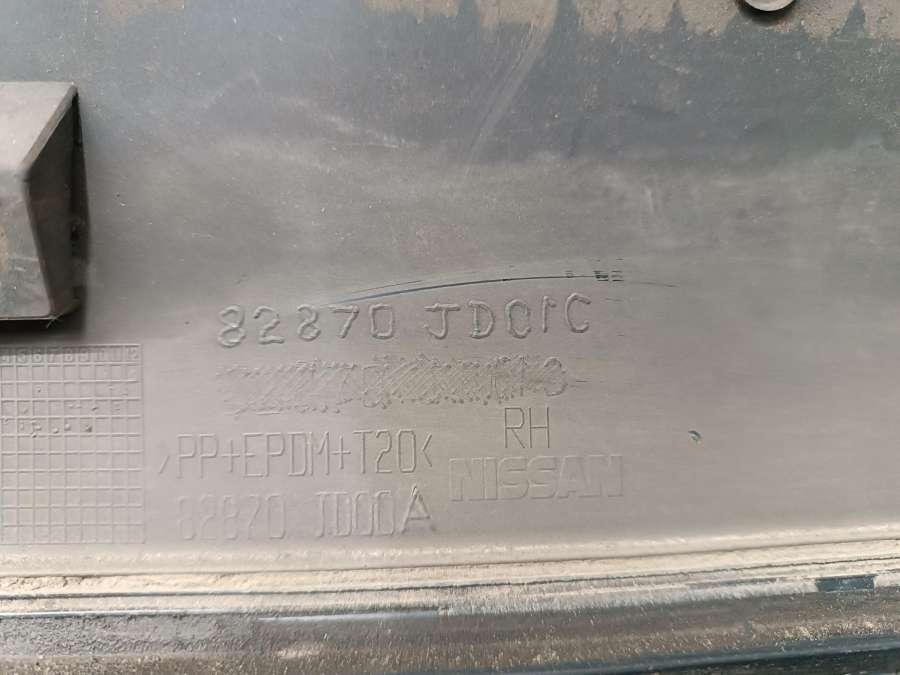 82870 JD01C
RH
>PP+EPDM+T20<
NISSAN
82870 JD00A